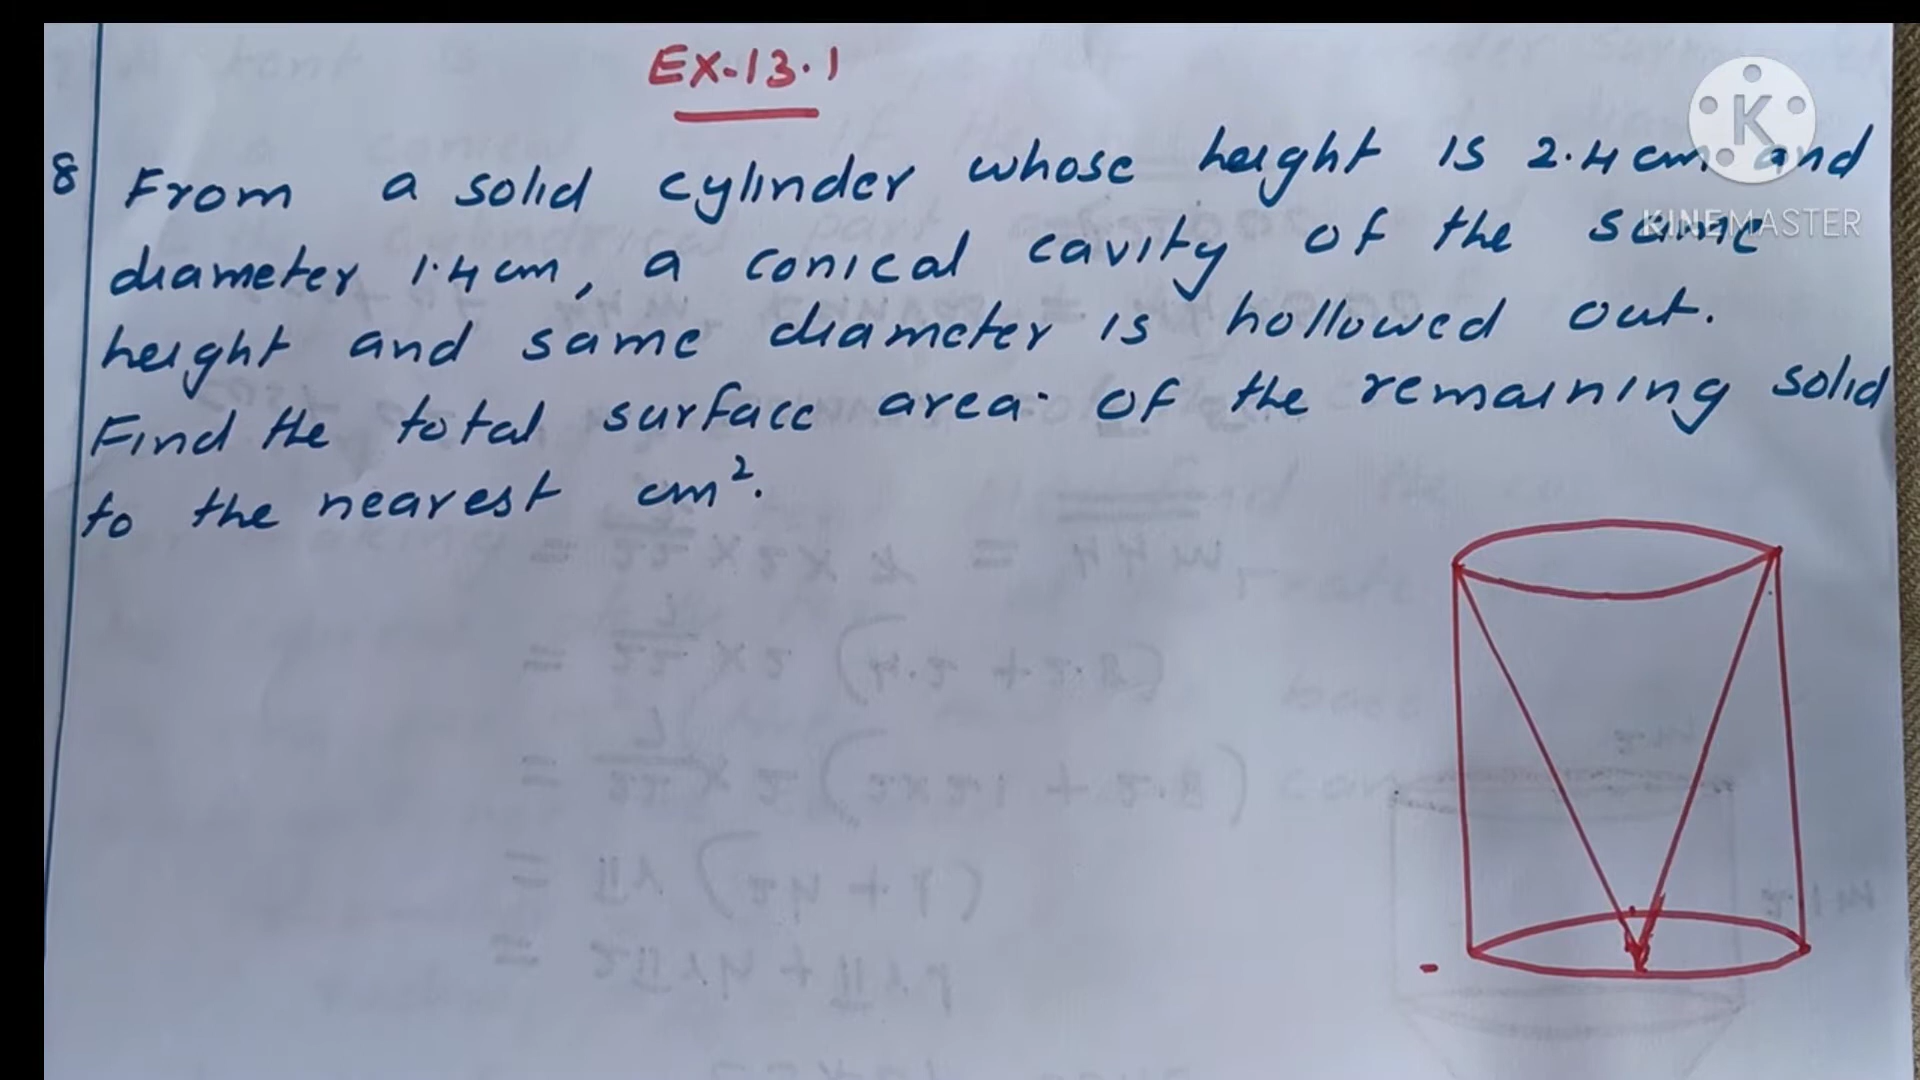 Ex-13.1
8 From a solid cylinder whose height is 2.4 cm and
diameter 1.4 cm, a conical cavity of the same
height and same diameter is hollowed out.
Find the total surface area of the remaining solid
to the nearest cm².
K
KINEMASTER